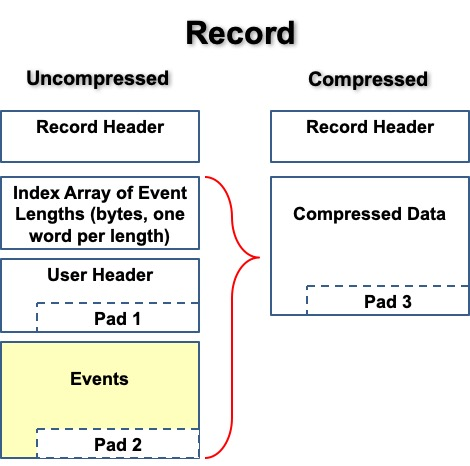 Record
Uncompressed
Compressed
Record Header
Record Header
Index Array of Event
Lengths (bytes, one
word per length)
Compressed Data
User Header
Pad 1
Pad 3
Events
Pad 2